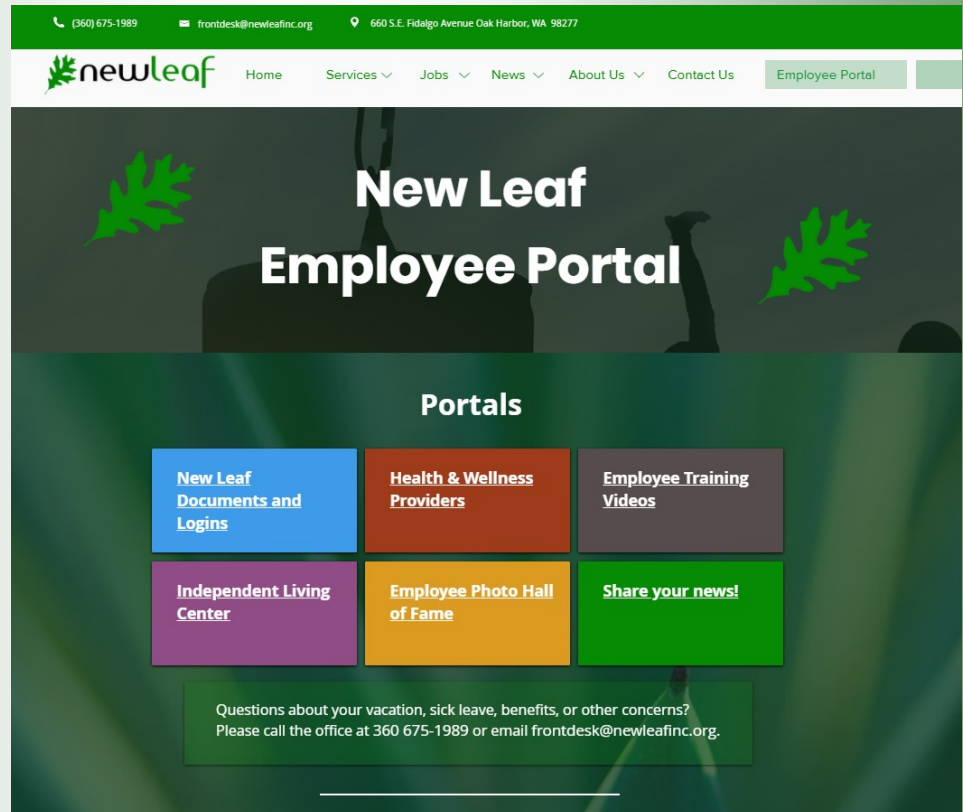 (360) 675-1989 frontdesk@newleafinc.org 660 S.E. Fidalgo Avenue Oak Harbor, WA 98277
newleaf Home Services Jobs News About Us Contact Us Employee Portal
New Leaf
Employee Portal
Portals
New Leaf
Documents and
Logins
Health & Wellness
Providers
Employee Training
Videos
Independent Living
Center
Employee Photo Hall
of Fame
Share your news!
Questions about your vacation, sick leave, benefits, or other concerns?
Please call the office at 360 675-1989 or email frontdesk@newleafinc.org.